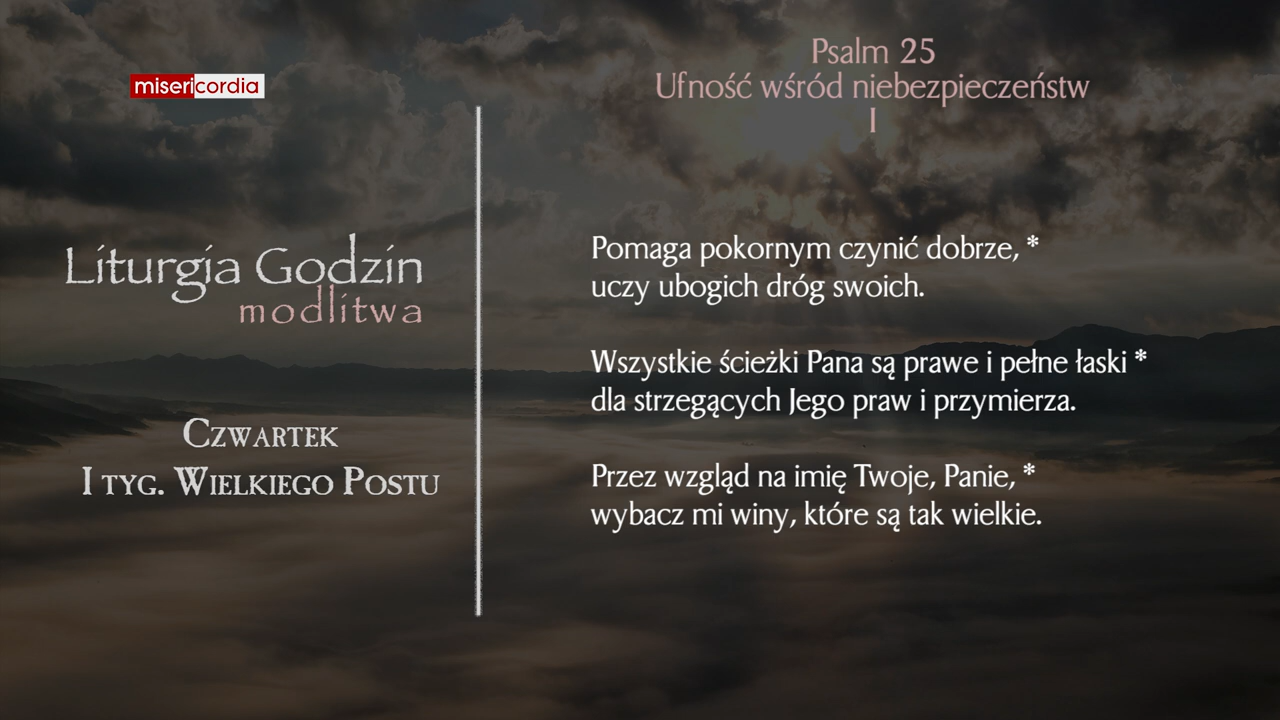 misericordia
Liturgia Godzin
modlitwa
Czwartek
I tyg. Wielkiego Postu
Psalm 25
Ufność wśród niebezpieczeństw
I
Pomaga pokornym czynić dobrze, *
uczy ubogich dróg swoich.
Wszystkie ścieżki Pana są prawe i pełne łaski *
dla strzegących Jego praw i przymierza.
Przez wzgląd na imię Twoje, Panie, *
wybacz mi winy, które są tak wielkie.